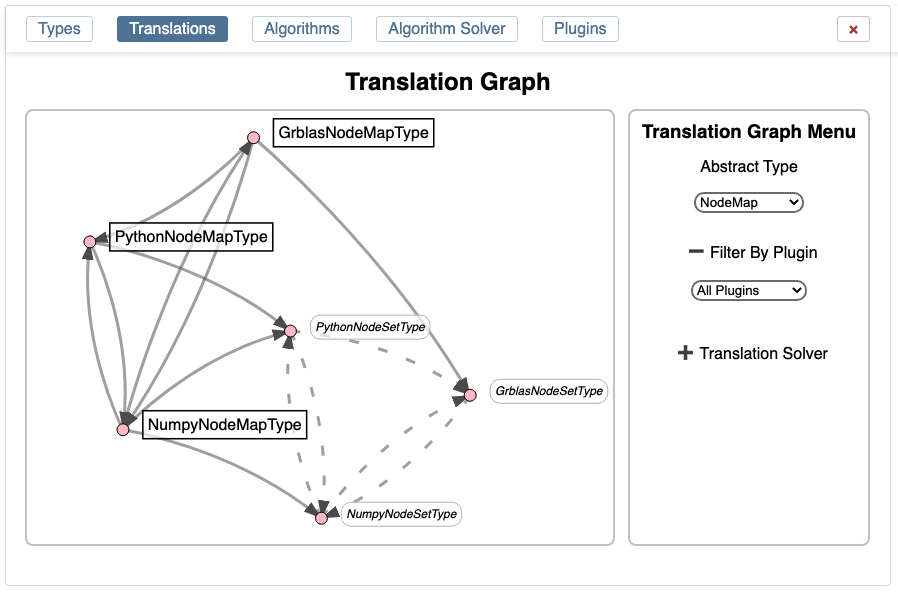 Types
Translations
Algorithms
Algorithm Solver
Plugins
×
Translation Graph
GrblasNodeMapType
PythonNodeMapType
PythonNodeSetType
GrblasNodeSetType
NumpyNodeMapType
NumpyNodeSetType
Translation Graph Menu
Abstract Type
NodeMap
Filter By Plugin
All Plugins
Translation Solver